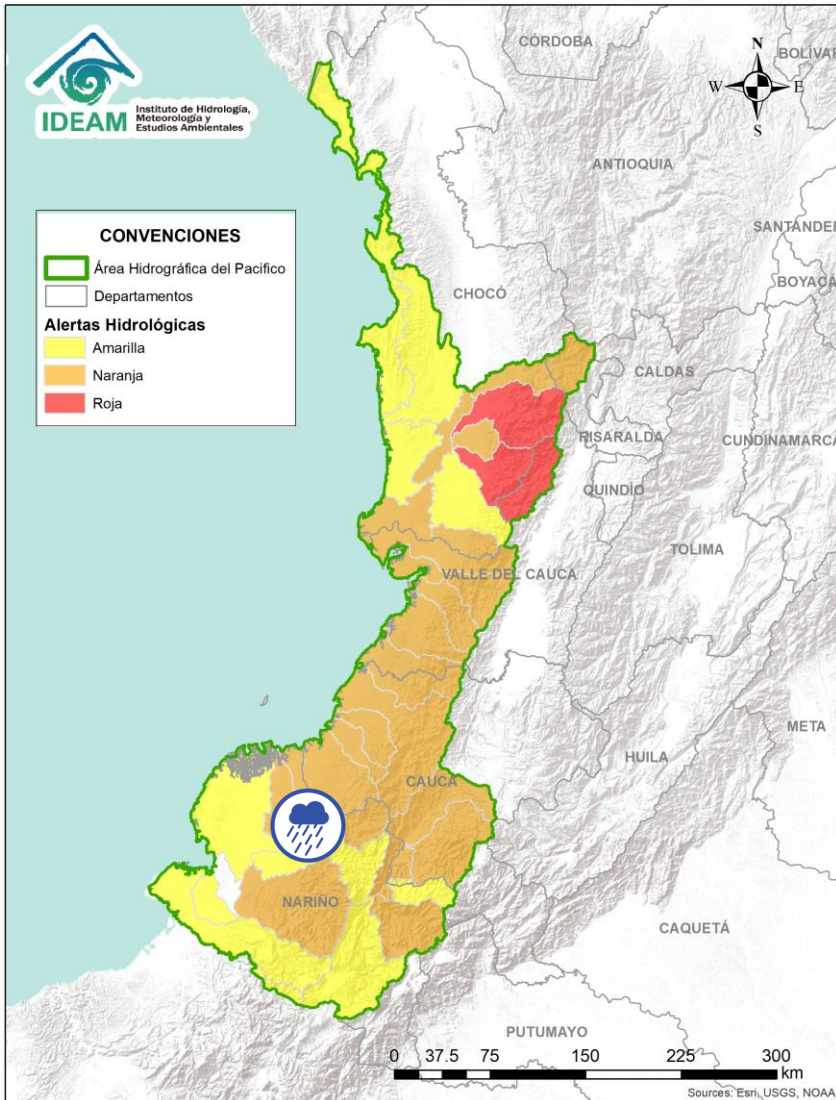 IDEAM
Instituto de Hidrología,
Meteorología y
Estudios Ambientales
N
W E
S
CONVENCIONES
Área Hidrográfica del Pacifico
Departamentos
Alertas Hidrológicas
Amarilla
Naranja
Roja
CÓRDOBA
BOLÍVAR
ANTIOQUIA
SANTANDER
BOYACÁ
CHOCÓ
CALDAS
RISARALDA
CUNDINAMARCA
QUINDÍO
TOLIMA
VALLE DEL CAUCA
META
HUILA
CAUCA
NARIÑO
CAQUETÁ
PUTUMAYO
0 37.5 75 150 225 300
km
Sources: Esri, USGS, NOAA